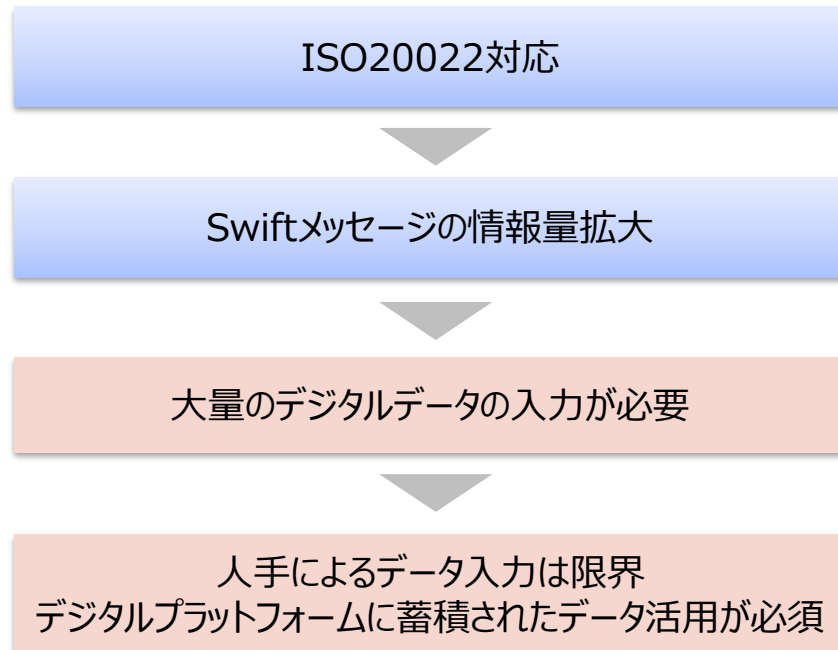 ISO20022対応
Swiftメッセージの情報量拡大
大量のデジタルデータの入力が必要
人手によるデータ入力は限界
デジタルプラットフォームに蓄積されたデータ活用が必須